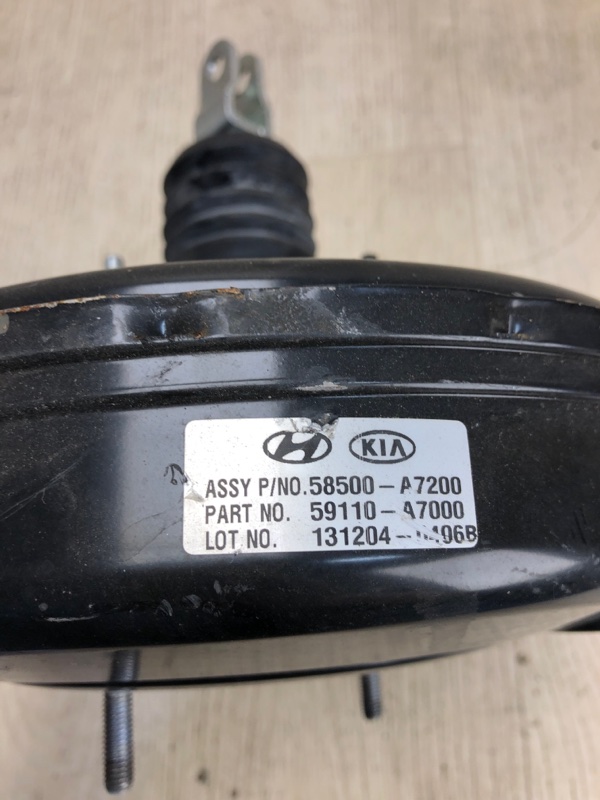 KIA
ASSY P/NO. 58500-A7200
PART NO. 59110-A7000
LOT NO. 131204-